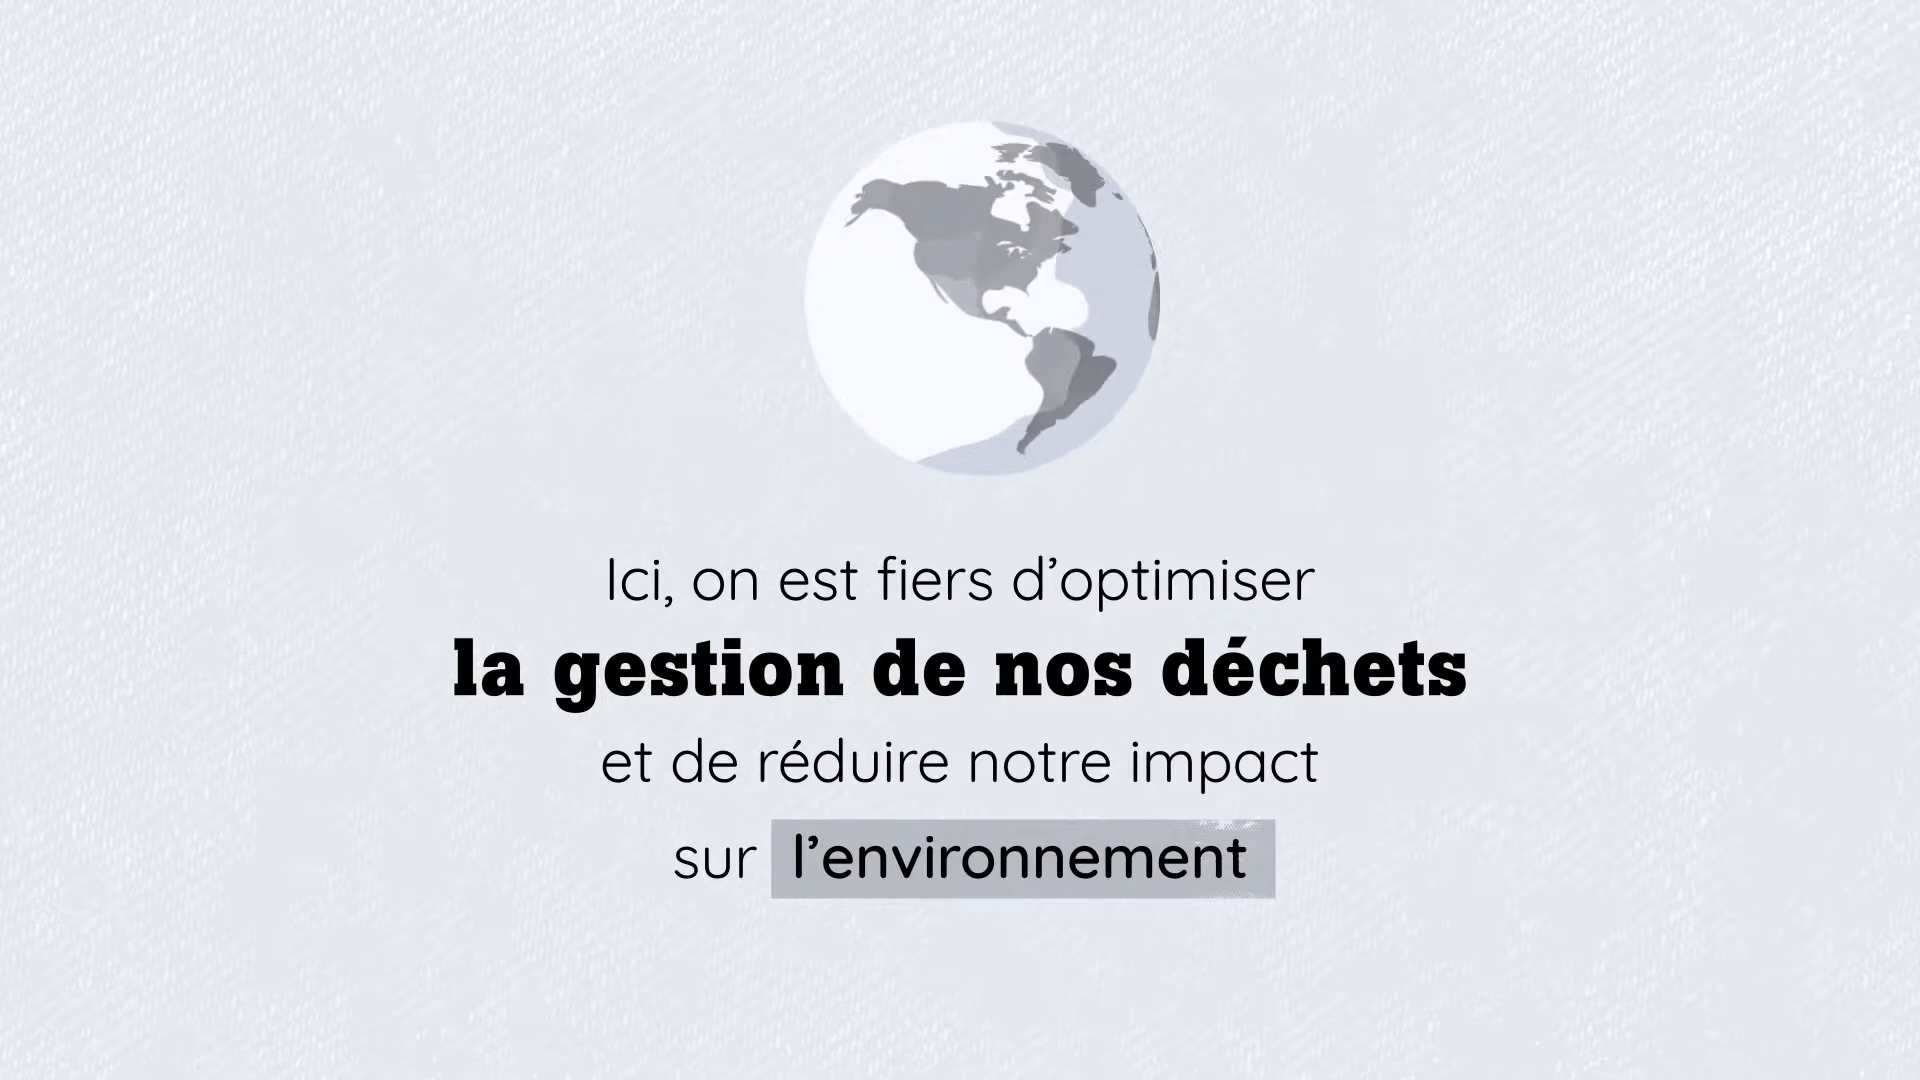 Ici, on est fiers d’optimiser
la gestion de nos déchets
et de réduire notre impact
sur l’environnement